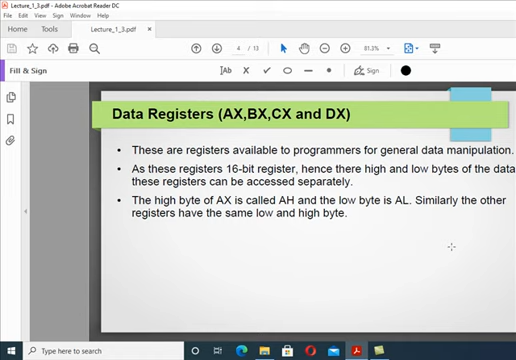 Lecture_1_3.pdf - Adobe Acrobat Reader DC
File Edit View Sign Window Help
Home Tools Lecture_1_3.pdf ×
4 / 13 81.3%
Fill & Sign
Ab Sign
Data Registers (AX,BX,CX and DX)
• These are registers available to programmers for general data manipulation.
• As these registers 16-bit register, hence there high and low bytes of the data
these registers can be accessed separately.
• The high byte of AX is called AH and the low byte is AL. Similarly the other
registers have the same low and high byte.
Type here to search